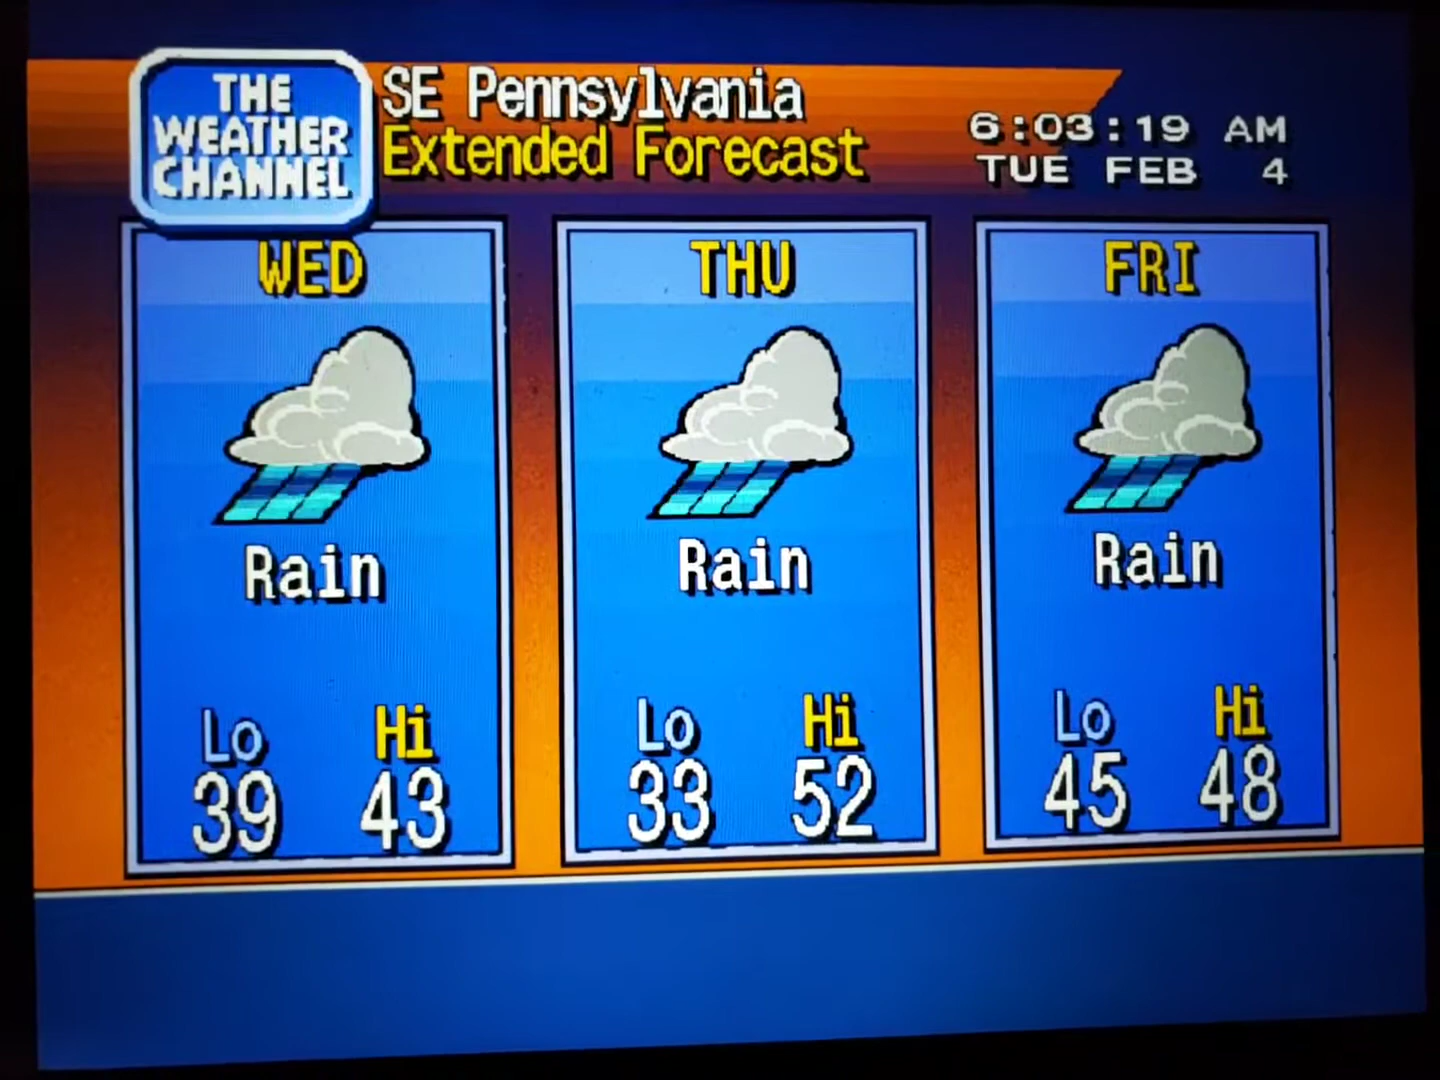 THE
WEATHER
CHANNEL
SE Pennsylvania
Extended Forecast
6:03:19 AM
TUE FEB 4
WED
Rain
Lo Hi
39 43
THU
Rain
Lo Hi
33 52
FRI
Rain
Lo Hi
45 48